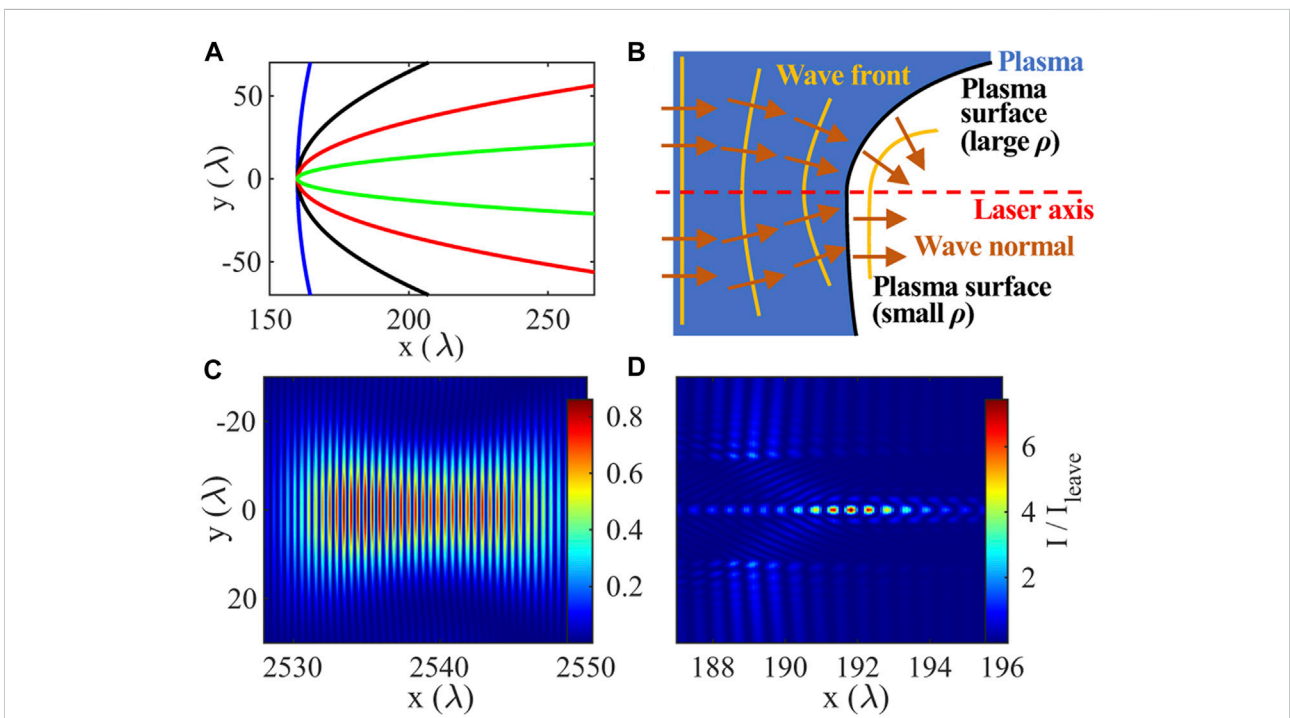 A
50
0
-50
y (λ)
150
200
250
x (λ)
B
Wave front
Plasma
Plasma
surface
(large ρ)
Laser axis
Wave normal
Plasma surface
(small ρ)
C
-20
0
20
y (λ)
2530
2540
2550
x (λ)
0.8
0.6
0.4
0.2
D
188
190
192
194
196
x (λ)
6
4
2
I / I_leave